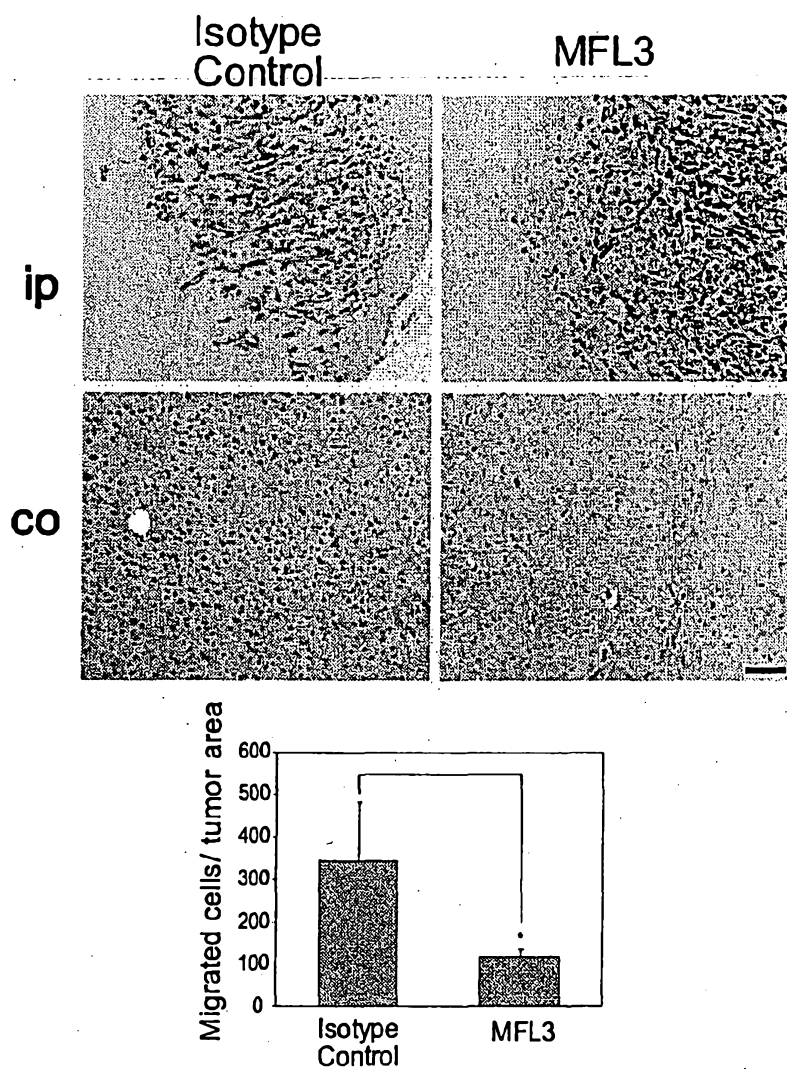 Isotype
Control
MFL3
ip
co
Migrated cells/ tumor area
600
500
400
300
200
100
0
Isotype
Control
MFL3